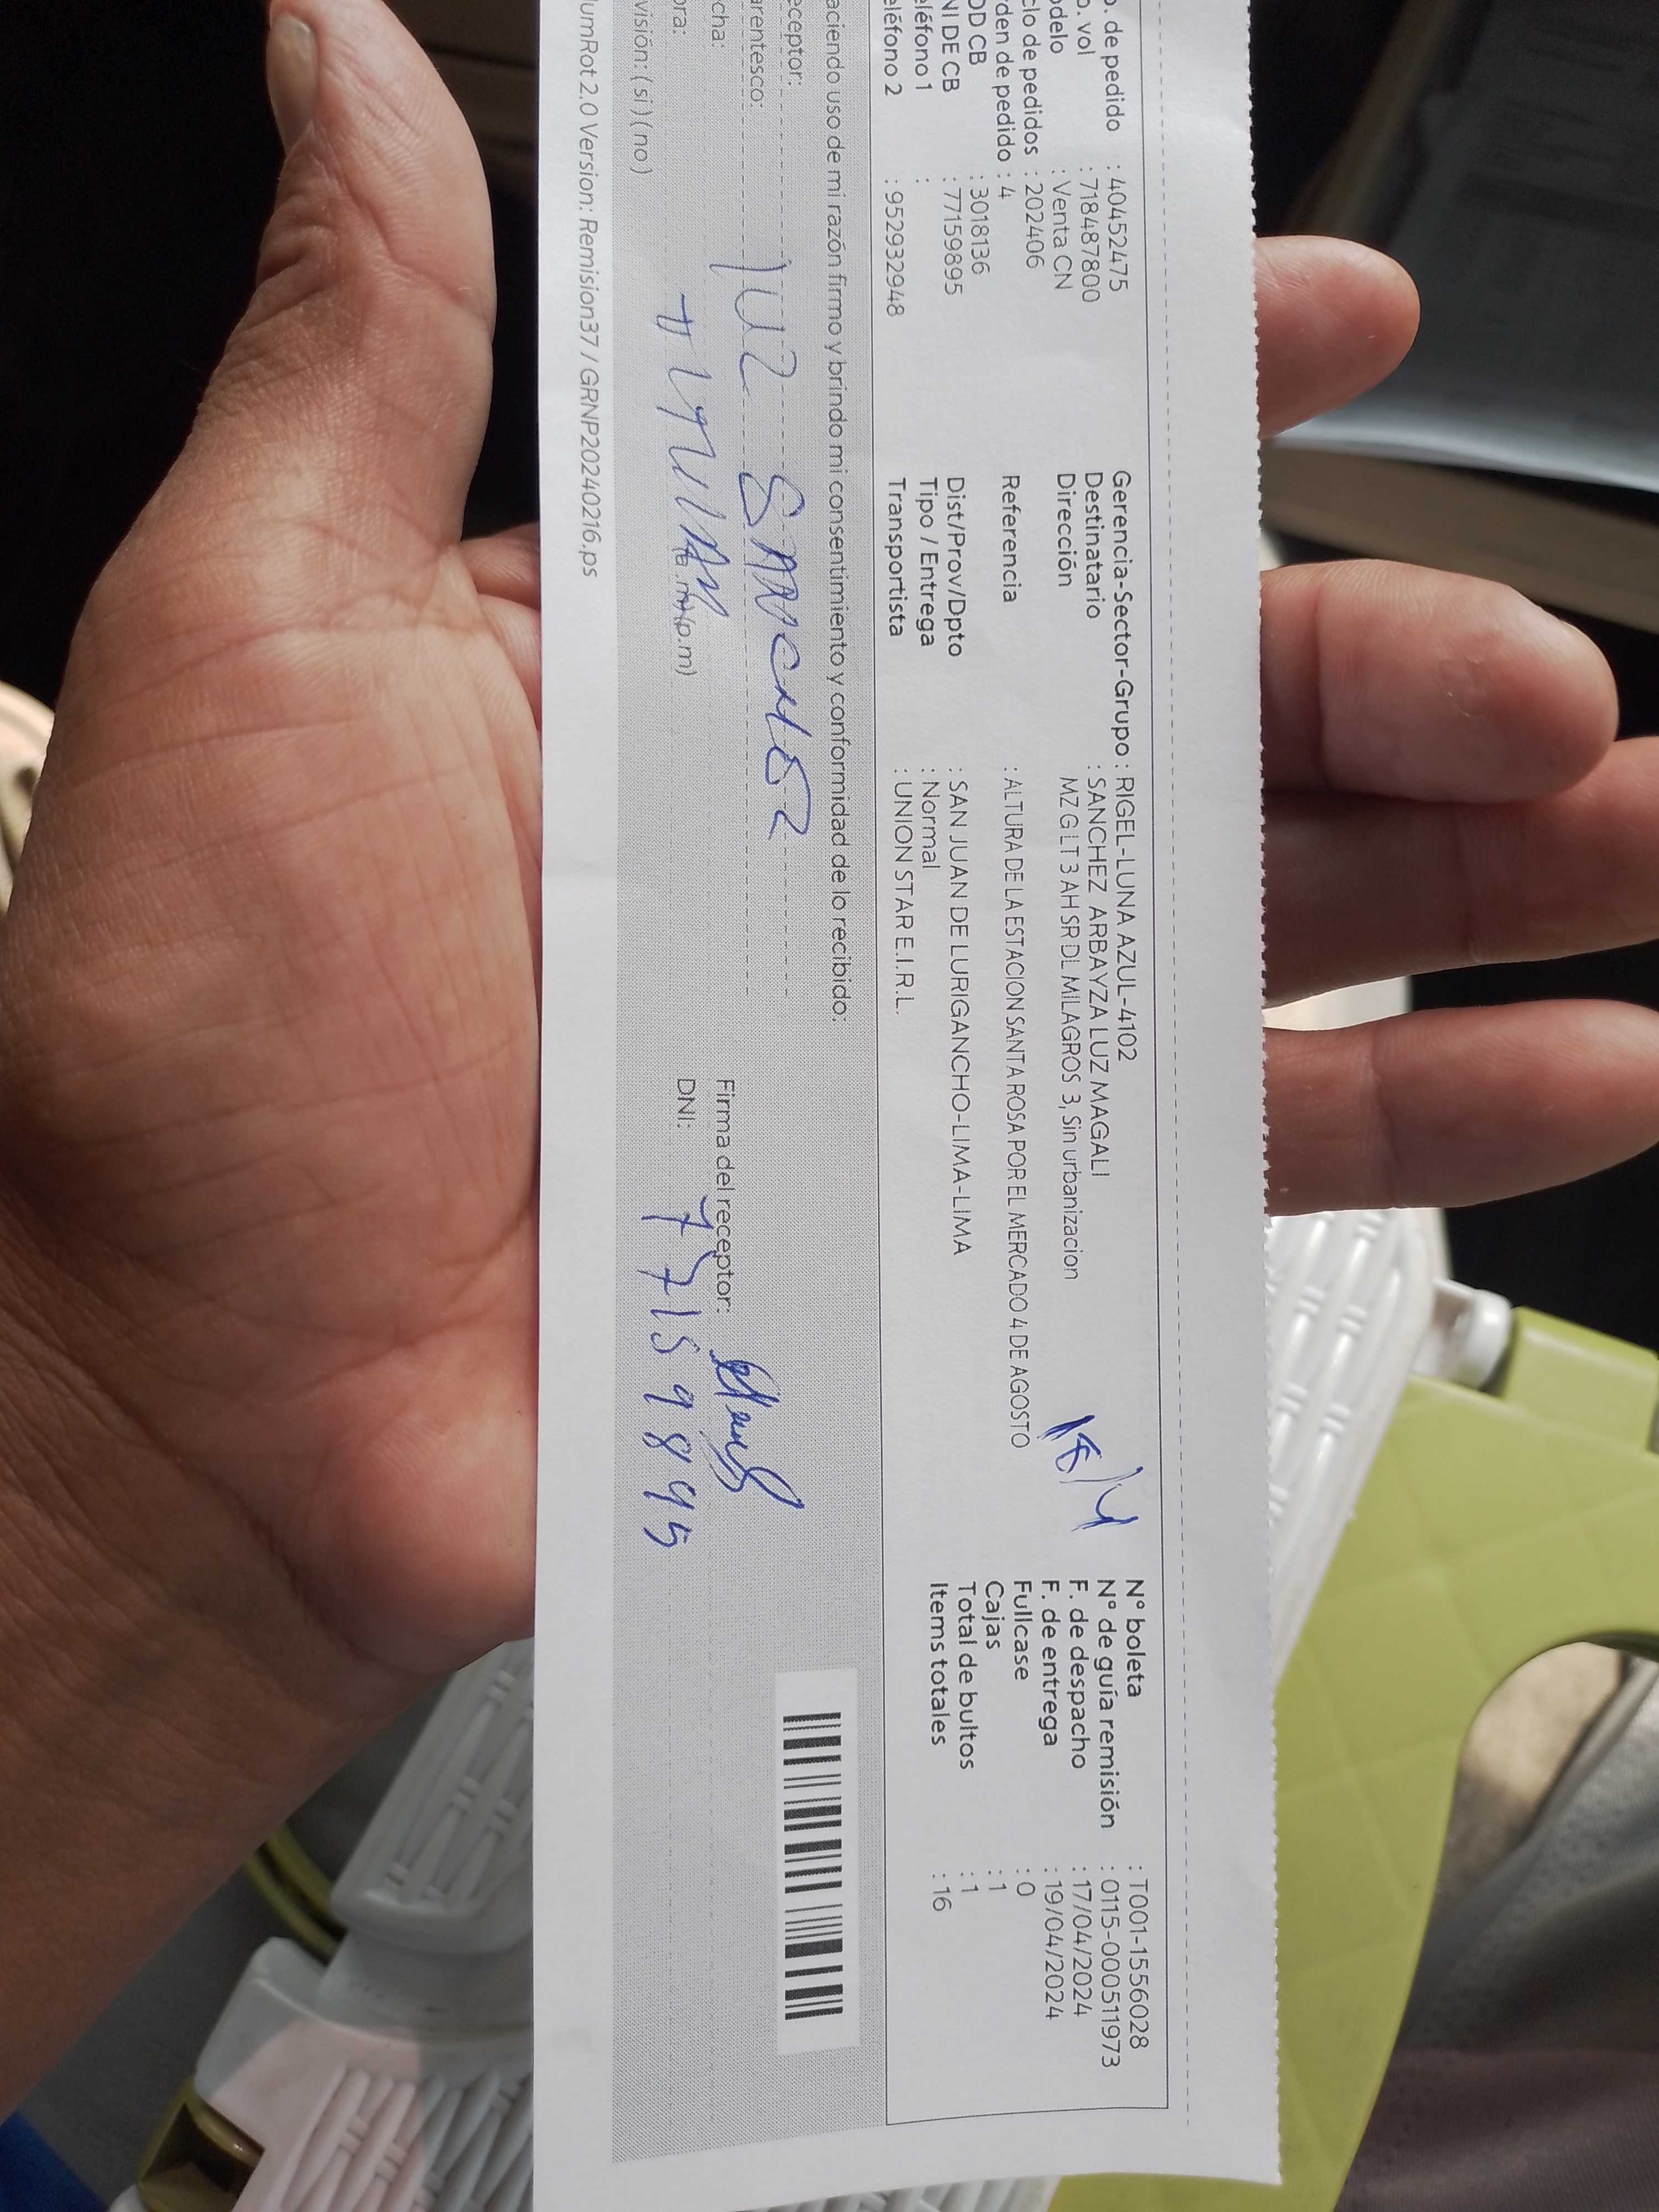 o. de pedido : 40452475
o. vol : 718487800
odelo : Venta CN
clo de pedidos : 202406
rden de pedido : 4
OD CB : 3018136
NI DE CB : 77159895
eléfono 1 :
eléfono 2 : 952932948
Gerencia-Sector-Grupo : RIGEL-LUNA AZUL-4102
Destinatario : SANCHEZ ARBAYZA LUZ MAGALI
Dirección MZ G LT 3 AH SR DL MILAGROS 3, Sin urbanizacion
Referencia : ALTURA DE LA ESTACION SANTA ROSA POR EL MERCADO 4 DE AGOSTO
Dist/Prov/Dpto : SAN JUAN DE LURIGANCHO-LIMA-LIMA
Tipo / Entrega : Normal
Transportista : UNION STAR E.I.R.L.
18/4
N° boleta : T001-1556028
N° de guía remisión : 0115-000511973
F. de despacho : 17/04/2024
F. de entrega : 19/04/2024
Fullcase : 0
Cajas : 1
Total de bultos : 1
Items totales : 16
aciendo uso de mi razón firmo y brindo mi consentimiento y conformidad de lo recibido:
eceptor:
arentesco: luz Sanchez
cha:
ora: (a.m/p.m)
visión: ( si ) ( no )
Firma del receptor:
DNI: 77159895
umRot 2.0 Version: Remision37 / GRNP20240216.ps